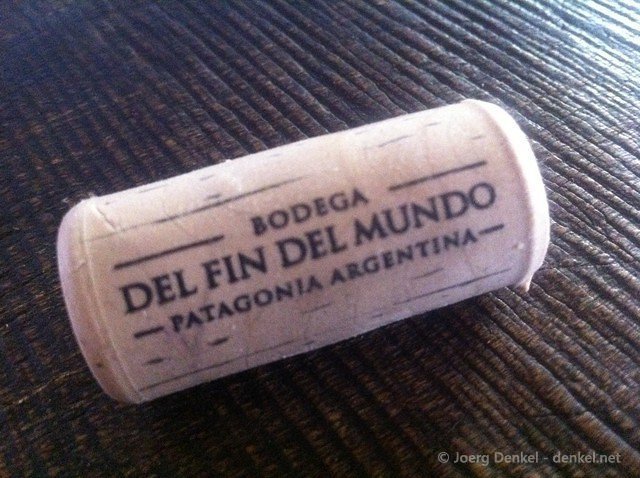 BODEGA
DEL FIN DEL MUNDO
PATAGONIA ARGENTINA
© Joerg Denkel - denkel.net